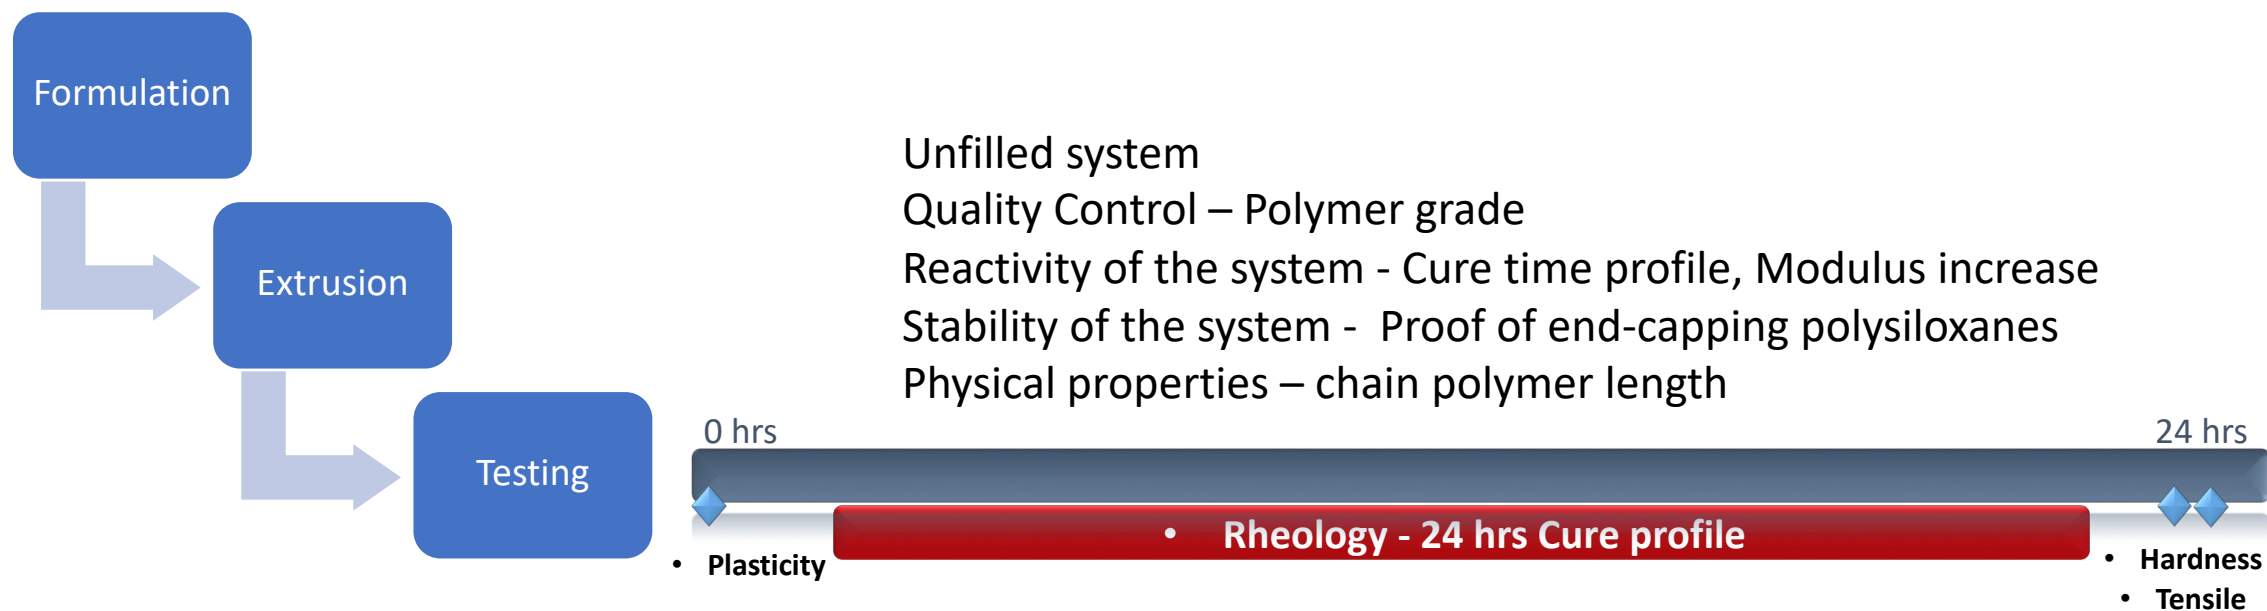 Formulation
Extrusion
Testing
Unfilled system
Quality Control – Polymer grade
Reactivity of the system - Cure time profile, Modulus increase
Stability of the system -  Proof of end-capping polysiloxanes
Physical properties – chain polymer length
0 hrs
24 hrs
• Rheology - 24 hrs Cure profile
• Plasticity
• Hardness
• Tensile